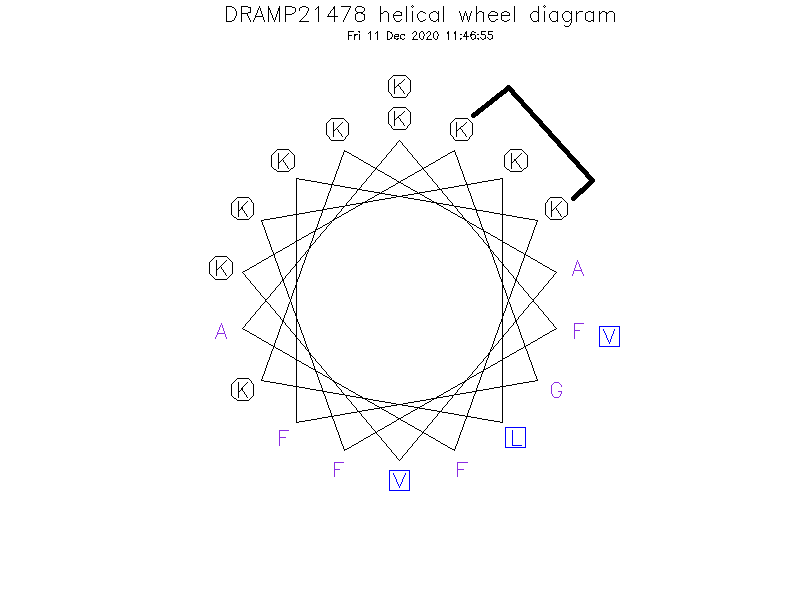 DRAMP21478 helical wheel diagram
Fri 11 Dec 2020 11:46:55
K
K
K K
K K
K K
K A
A F V
K G
F L
F F
V